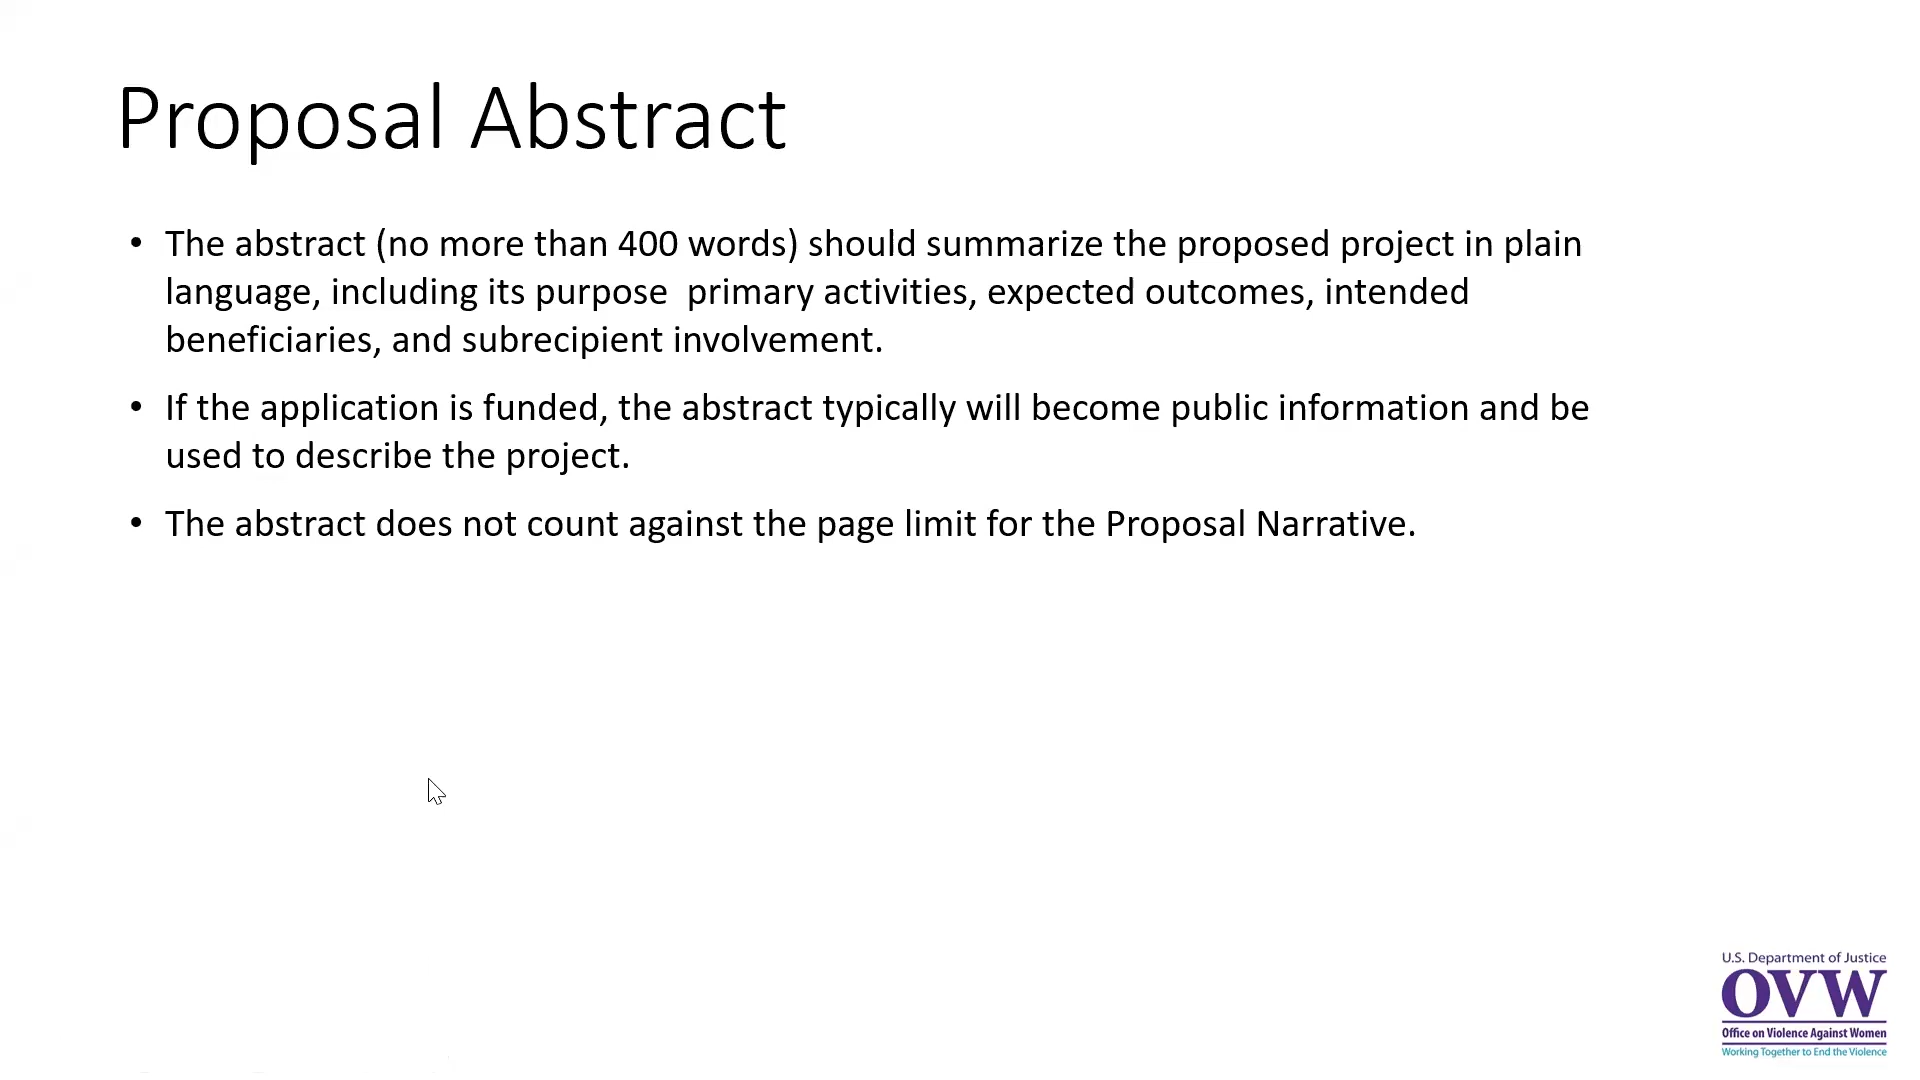 Proposal Abstract
• The abstract (no more than 400 words) should summarize the proposed project in plain
language, including its purpose  primary activities, expected outcomes, intended
beneficiaries, and subrecipient involvement.
• If the application is funded, the abstract typically will become public information and be
used to describe the project.
• The abstract does not count against the page limit for the Proposal Narrative.
U.S. Department of Justice
OVW
Office on Violence Against Women
Working Together to End the Violence